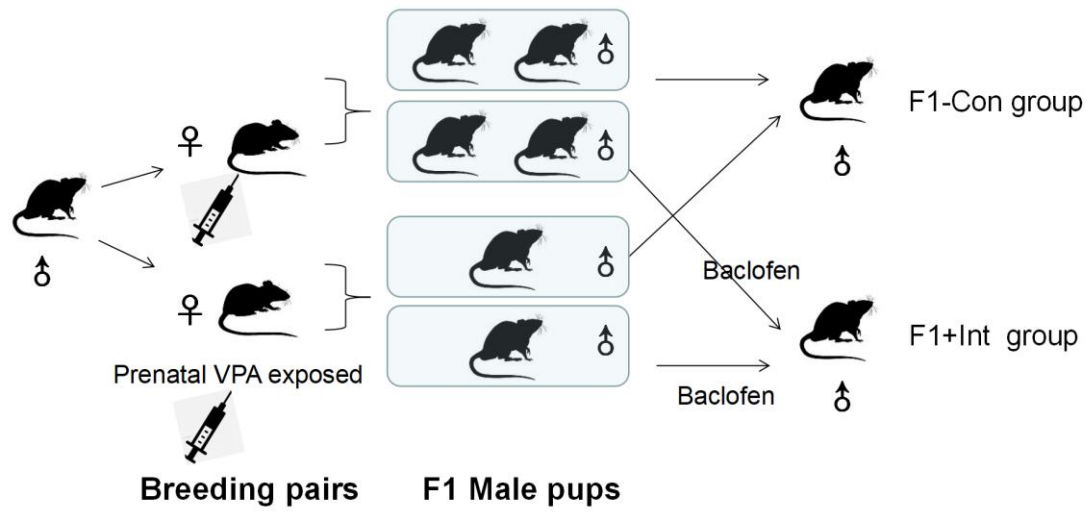 F1-Con group
Baclofen
F1+Int group
Prenatal VPA exposed
Baclofen
Breeding pairs
F1 Male pups